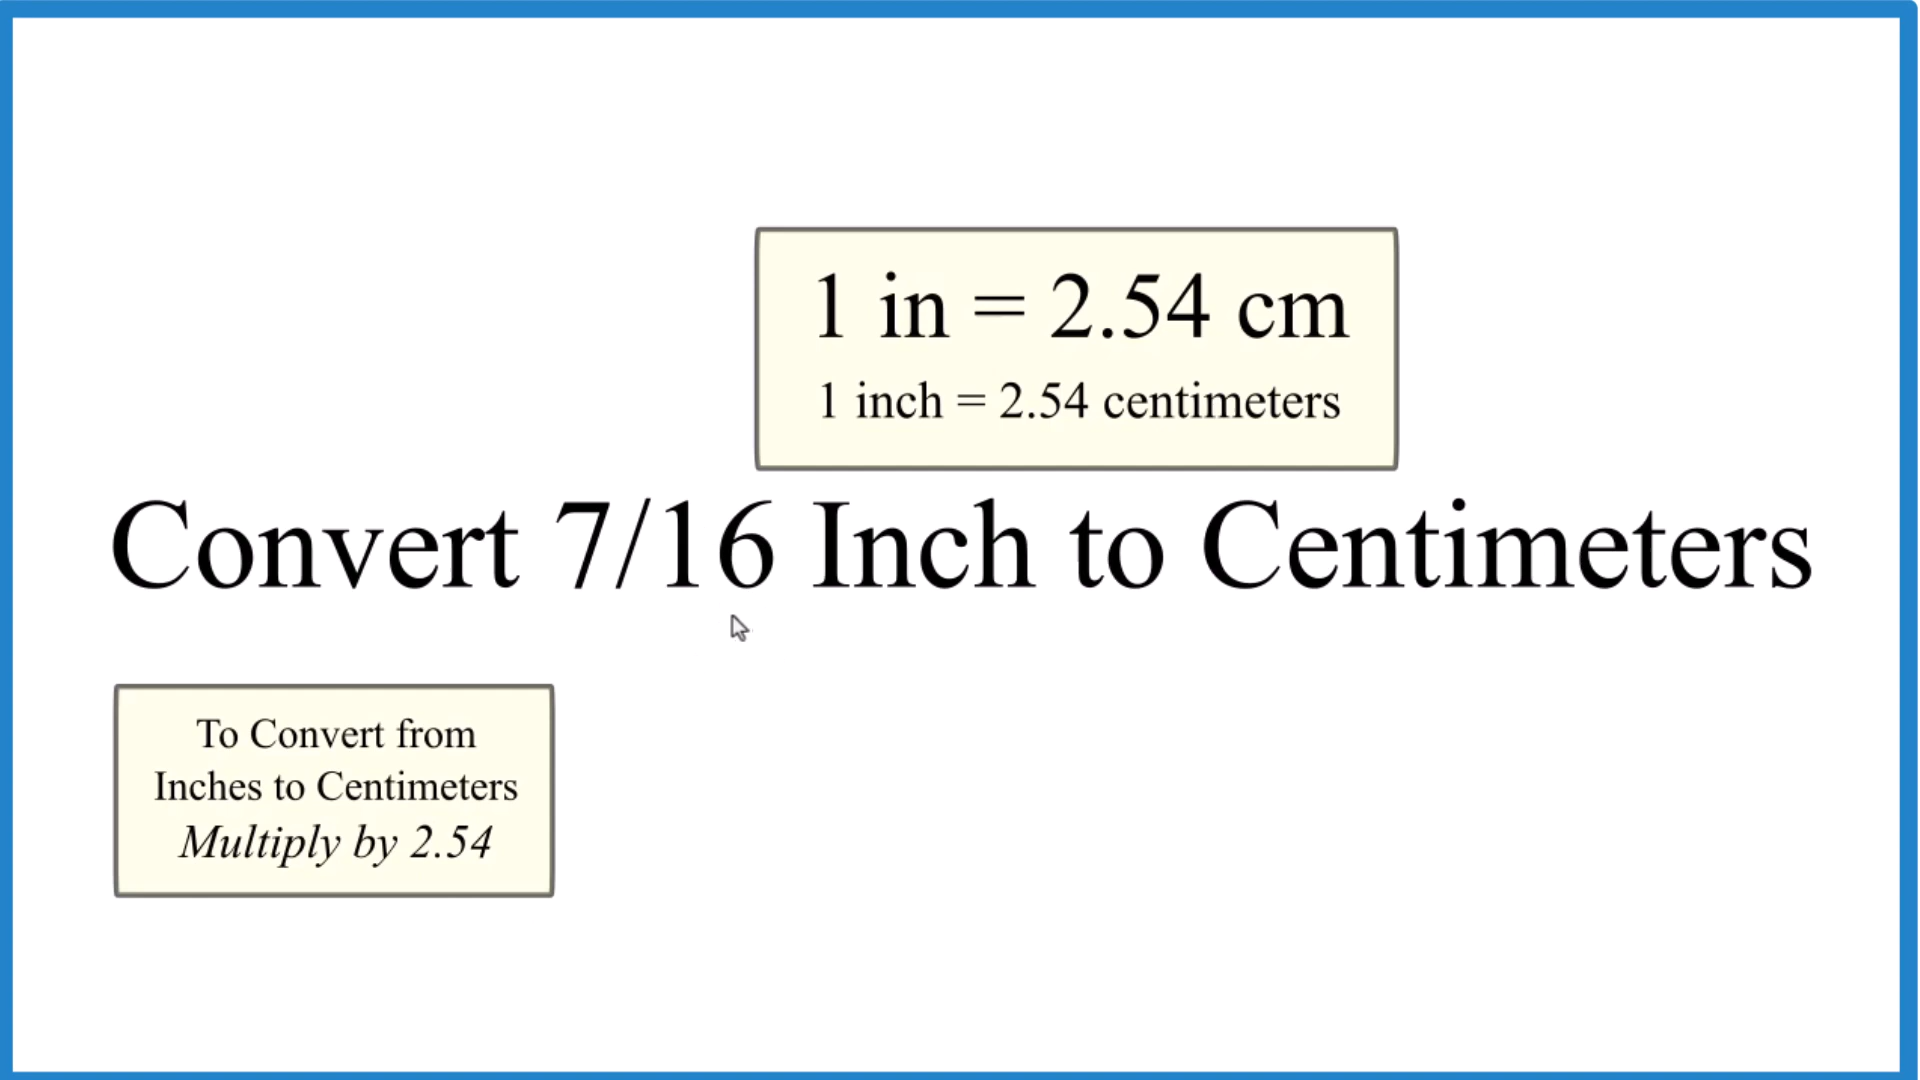 1 in = 2.54 cm
1 inch = 2.54 centimeters
Convert 7/16 Inch to Centimeters
To Convert from
Inches to Centimeters
Multiply by 2.54